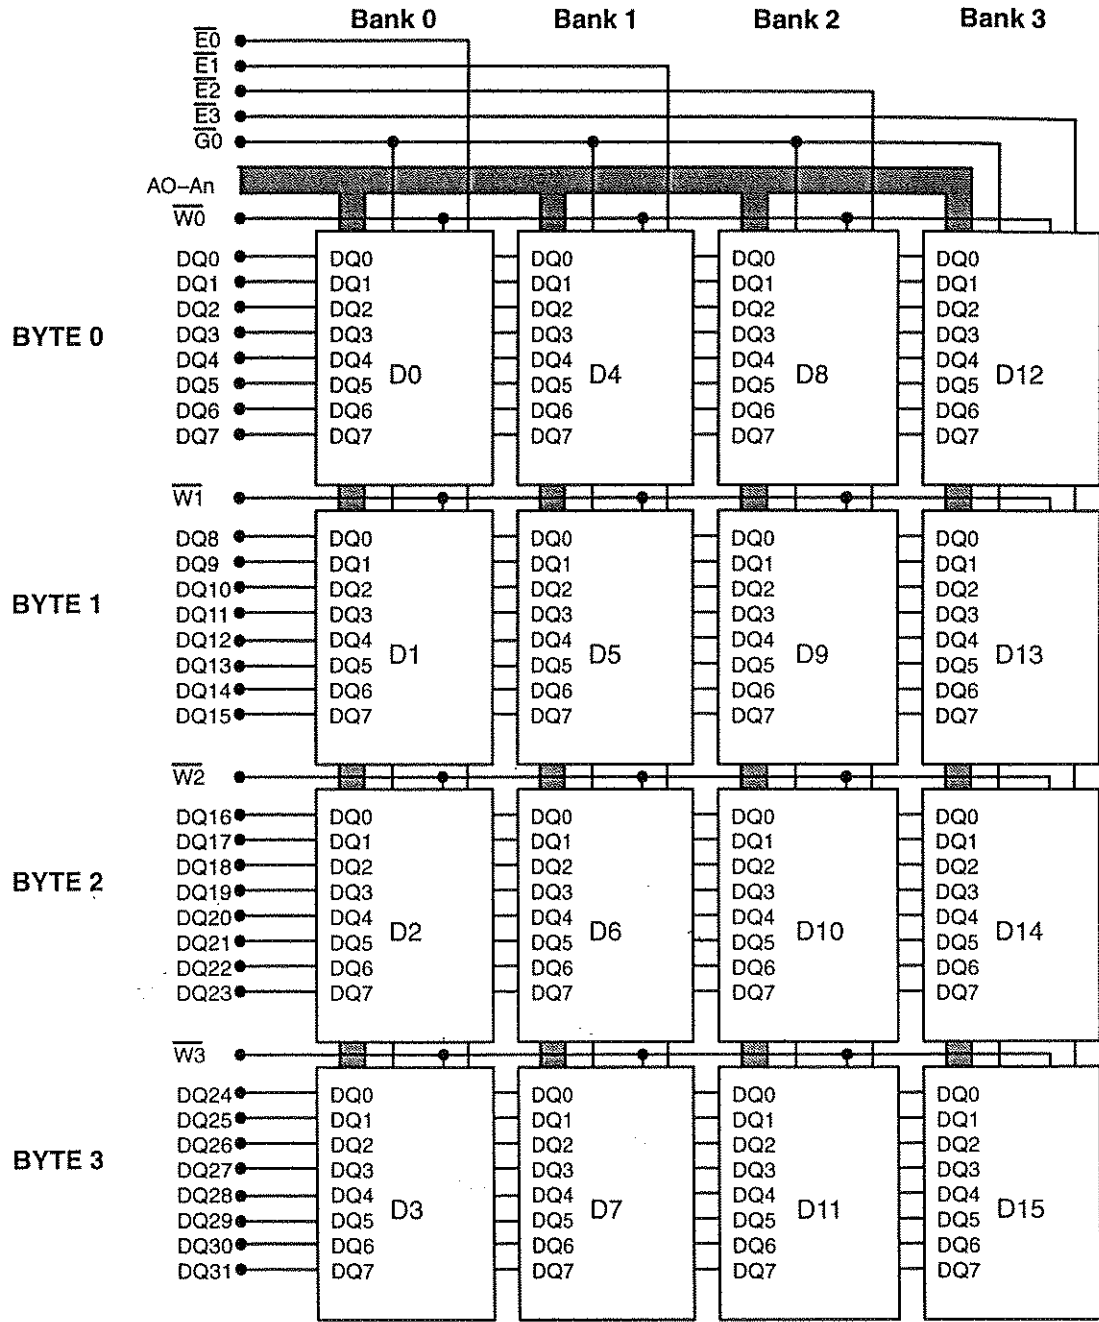 Bank 0 Bank 1 Bank 2 Bank 3
E0
E1
E2
E3
G0
AO–An
W0
DQ0 DQ0 DQ0 DQ0 DQ0
DQ1 DQ1 DQ1 DQ1 DQ1
DQ2 DQ2 DQ2 DQ2 DQ2
BYTE 0 DQ3 DQ3 DQ3 DQ3 DQ3
DQ4 DQ4 DQ4 DQ4 DQ4
D0 D4 D8 D12
DQ5 DQ5 DQ5 DQ5 DQ5
DQ6 DQ6 DQ6 DQ6 DQ6
DQ7 DQ7 DQ7 DQ7 DQ7
W1
DQ8 DQ0 DQ0 DQ0 DQ0
DQ9 DQ1 DQ1 DQ1 DQ1
DQ10 DQ2 DQ2 DQ2 DQ2
BYTE 1 DQ11 DQ3 DQ3 DQ3 DQ3
DQ12 DQ4 DQ4 DQ4 DQ4
D1 D5 D9 D13
DQ13 DQ5 DQ5 DQ5 DQ5
DQ14 DQ6 DQ6 DQ6 DQ6
DQ15 DQ7 DQ7 DQ7 DQ7
W2
DQ16 DQ0 DQ0 DQ0 DQ0
DQ17 DQ1 DQ1 DQ1 DQ1
DQ18 DQ2 DQ2 DQ2 DQ2
BYTE 2 DQ19 DQ3 DQ3 DQ3 DQ3
DQ20 DQ4 DQ4 DQ4 DQ4
D2 D6 D10 D14
DQ21 DQ5 DQ5 DQ5 DQ5
DQ22 DQ6 DQ6 DQ6 DQ6
DQ23 DQ7 DQ7 DQ7 DQ7
W3
DQ24 DQ0 DQ0 DQ0 DQ0
DQ25 DQ1 DQ1 DQ1 DQ1
DQ26 DQ2 DQ2 DQ2 DQ2
BYTE 3 DQ27 DQ3 DQ3 DQ3 DQ3
DQ28 DQ4 DQ4 DQ4 DQ4
D3 D7 D11 D15
DQ29 DQ5 DQ5 DQ5 DQ5
DQ30 DQ6 DQ6 DQ6 DQ6
DQ31 DQ7 DQ7 DQ7 DQ7